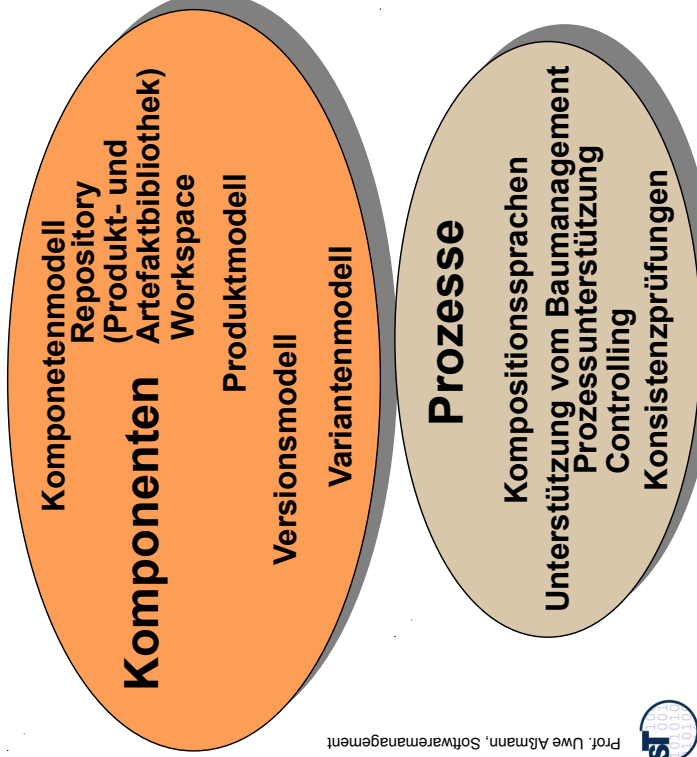 Komponetenmodell
Repository
(Produkt- und
Artefaktbibliothek)
Komponenten
Workspace
Produktmodell
Versionsmodell
Variantenmodell
Prozesse
Kompositionssprachen
Unterstützung vom Baumanagement
Prozessunterstützung
Controlling
Konsistenzprüfungen
Prof. Uwe Aßmann, Softwaremanagement
ST